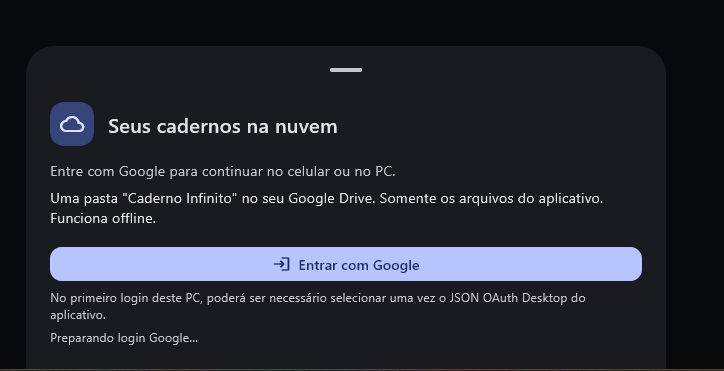 Seus cadernos na nuvem
Entre com Google para continuar no celular ou no PC.
Uma pasta "Caderno Infinito" no seu Google Drive. Somente os arquivos do aplicativo.
Funciona offline.
Entrar com Google
No primeiro login deste PC, poderá ser necessário selecionar uma vez o JSON OAuth Desktop do
aplicativo.
Preparando login Google...